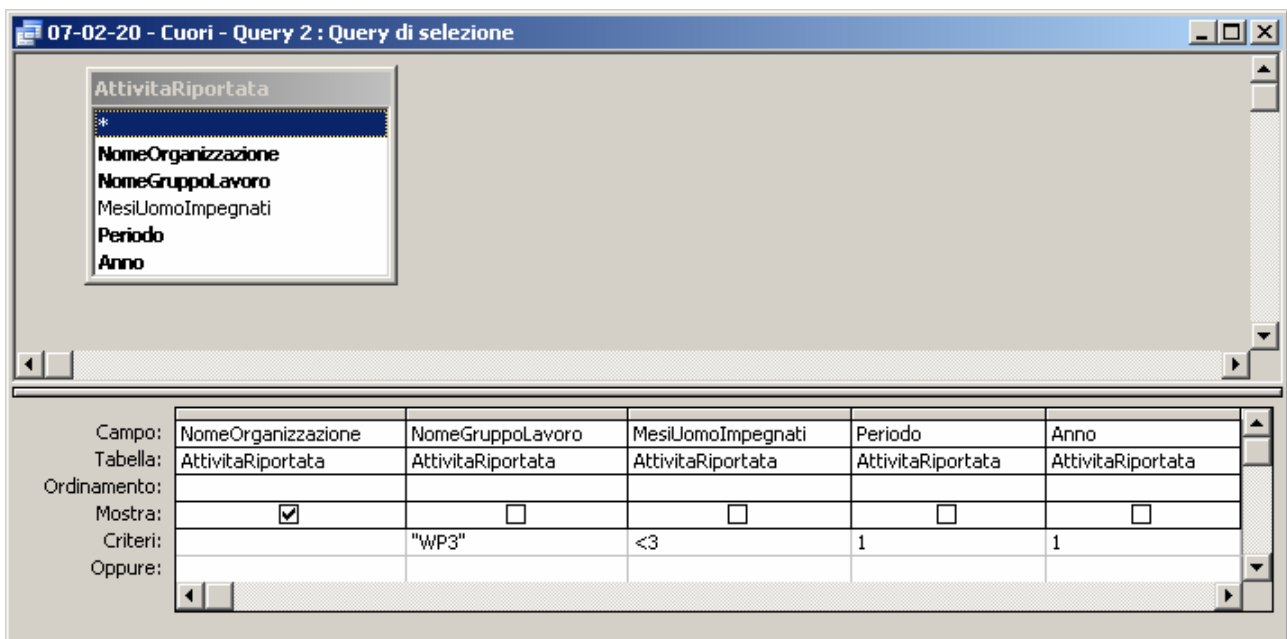 07-02-20 - Cuori - Query 2 : Query di selezione
AttivitaRiportata
*
NomeOrganizzazione
NomeGruppoLavoro
MesiUomoImpegnati
Periodo
Anno
Campo: NomeOrganizzazione NomeGruppoLavoro MesiUomoImpegnati Periodo Anno
Tabella: AttivitaRiportata AttivitaRiportata AttivitaRiportata AttivitaRiportata AttivitaRiportata
Ordinamento:
Mostra:
Criteri: "WP3" <3 1 1
Oppure: